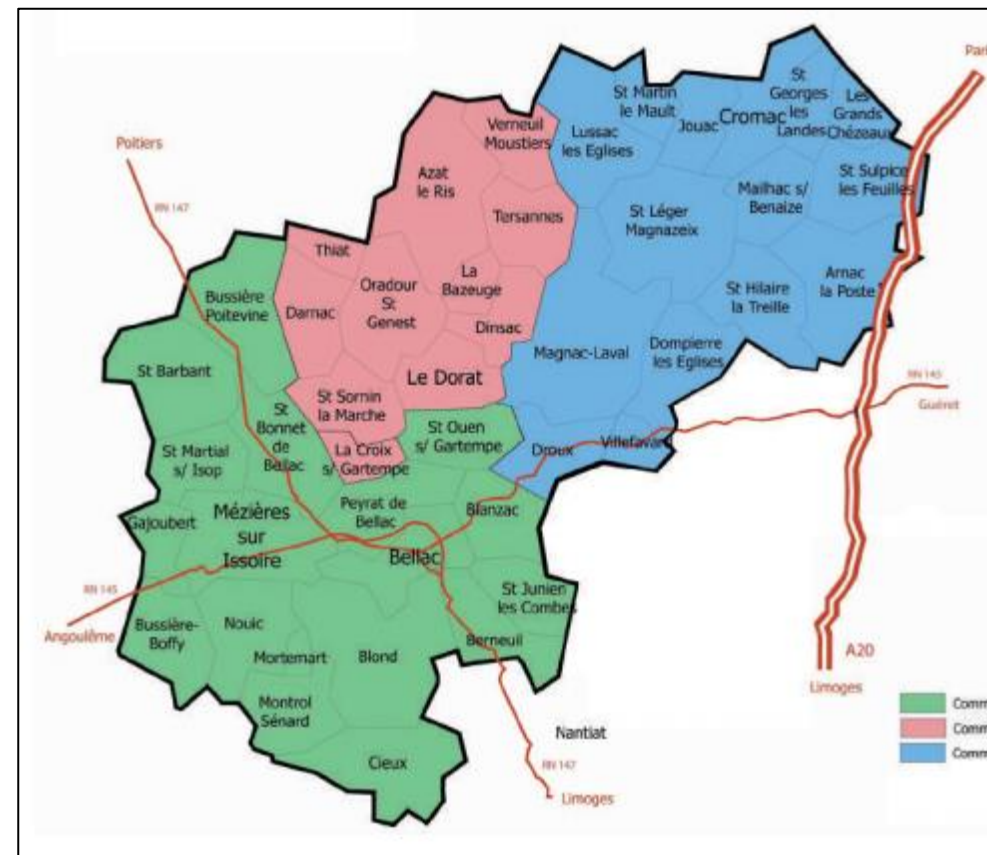 Pari
St Martin
le Mault
St
Georges
les
Landes
Les
Grands
Chézeaux
Cromac
Jouac
Verneuil
Moustiers
Lussac
les Eglises
Poitiers
Azat
le Ris
St Sulpice
les Feuilles
Mailhac s/
Benaize
RN 147
Tersannes
St Léger
Magnazeix
Thiat
La
Bazeuge
Arnac
la Poste
Oradour
St
Genest
St Hilaire
la Treille
Bussière
Poitevine
Darnac
Dinsac
Dompierre
les Eglises
Magnac-Laval
St Barbant
Le Dorat
RN 145
Guéret
St Sornin
la Marche
St
Bonnet
de
Bellac
St Ouen
s/ Gartempe
Droux
Villefavard
St Martial
s/ Isop
La Croix
s/ Gartempe
Peyrat de
Bellac
Blanzac
Gajoubert
Mézières
sur
Issoire
Bellac
RN 145
St Junien
les Combes
Angoulême
Bussière-
Boffy
Nouic
Berneuil
Mortemart
Blond
A20
Limoges
Montrol
Sénard
Comm
Comm
Comm
Nantiat
Cieux
RN 147
Limoges